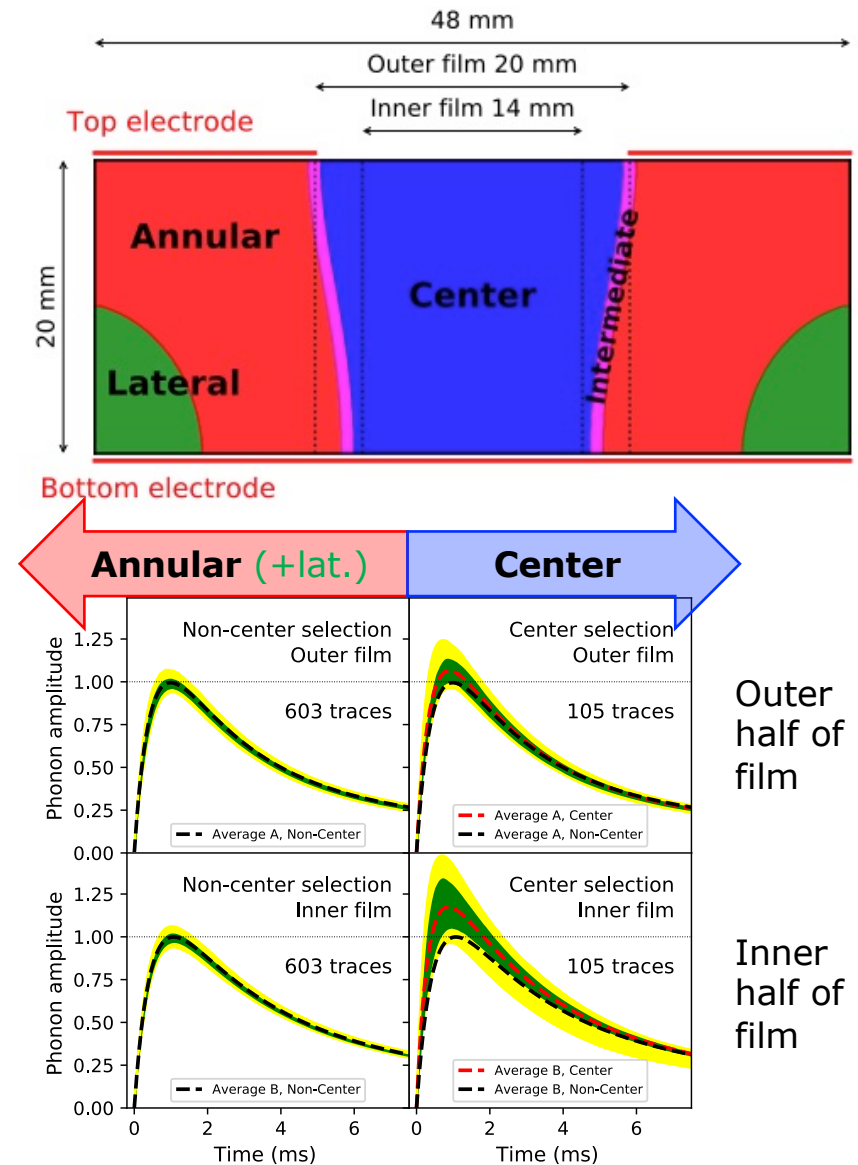 48 mm
Outer film 20 mm
Inner film 14 mm
Top electrode
20 mm
Annular
Center
Intermediate
Lateral
Bottom electrode
Annular (+lat.)
Center
Phonon amplitude
1.25
1.00
0.75
0.50
0.25
0.00
Non-center selection
Outer film
603 traces
Average A, Non-Center
Center selection
Outer film
105 traces
Average A, Center
Average A, Non-Center
Outer
half of
film
Phonon amplitude
1.25
1.00
0.75
0.50
0.25
0.00
Non-center selection
Inner film
603 traces
Average B, Non-Center
Center selection
Inner film
105 traces
Average B, Center
Average B, Non-Center
Inner
half of
film
0 2 4 6
Time (ms)
0 2 4 6
Time (ms)